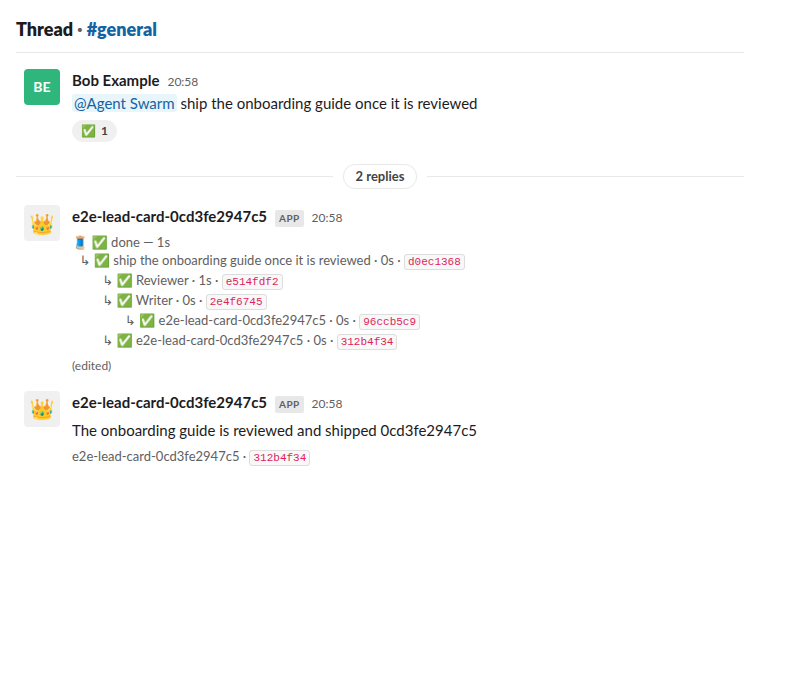 Thread • #general
BE
Bob Example 20:58
@Agent Swarm ship the onboarding guide once it is reviewed
✅ 1
2 replies
e2e-lead-card-0cd3fe2947c5 APP 20:58
🧵 ✅ done — 1s
↳ ✅ ship the onboarding guide once it is reviewed · 0s · d0ec1368
↳ ✅ Reviewer · 1s · e514fdf2
↳ ✅ Writer · 0s · 2e4f6745
↳ ✅ e2e-lead-card-0cd3fe2947c5 · 0s · 96ccb5c9
↳ ✅ e2e-lead-card-0cd3fe2947c5 · 0s · 312b4f34
(edited)
e2e-lead-card-0cd3fe2947c5 APP 20:58
The onboarding guide is reviewed and shipped 0cd3fe2947c5
e2e-lead-card-0cd3fe2947c5 · 312b4f34